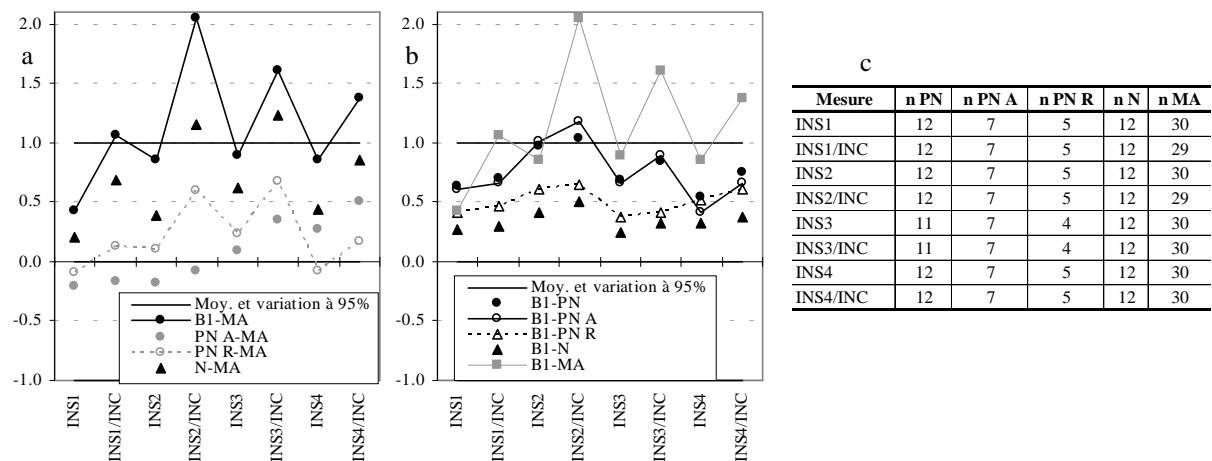 a
2.0
1.5
1.0
0.5
0.0
-0.5
-1.0
Moy. et variation à 95%
B1-MA
PN A-MA
PN R-MA
N-MA
INS1
INS1/INC
INS2
INS2/INC
INS3
INS3/INC
INS4
INS4/INC
b
2.0
1.5
1.0
0.5
0.0
-0.5
-1.0
Moy. et variation à 95%
B1-PN
B1-PN A
B1-PN R
B1-N
B1-MA
INS1
INS1/INC
INS2
INS2/INC
INS3
INS3/INC
INS4
INS4/INC
c
Mesure n PN n PN A n PN R n N n MA
INS1 12 7 5 12 30
INS1/INC 12 7 5 12 29
INS2 12 7 5 12 30
INS2/INC 12 7 5 12 29
INS3 11 7 4 12 30
INS3/INC 11 7 4 12 30
INS4 12 7 5 12 30
INS4/INC 12 7 5 12 30